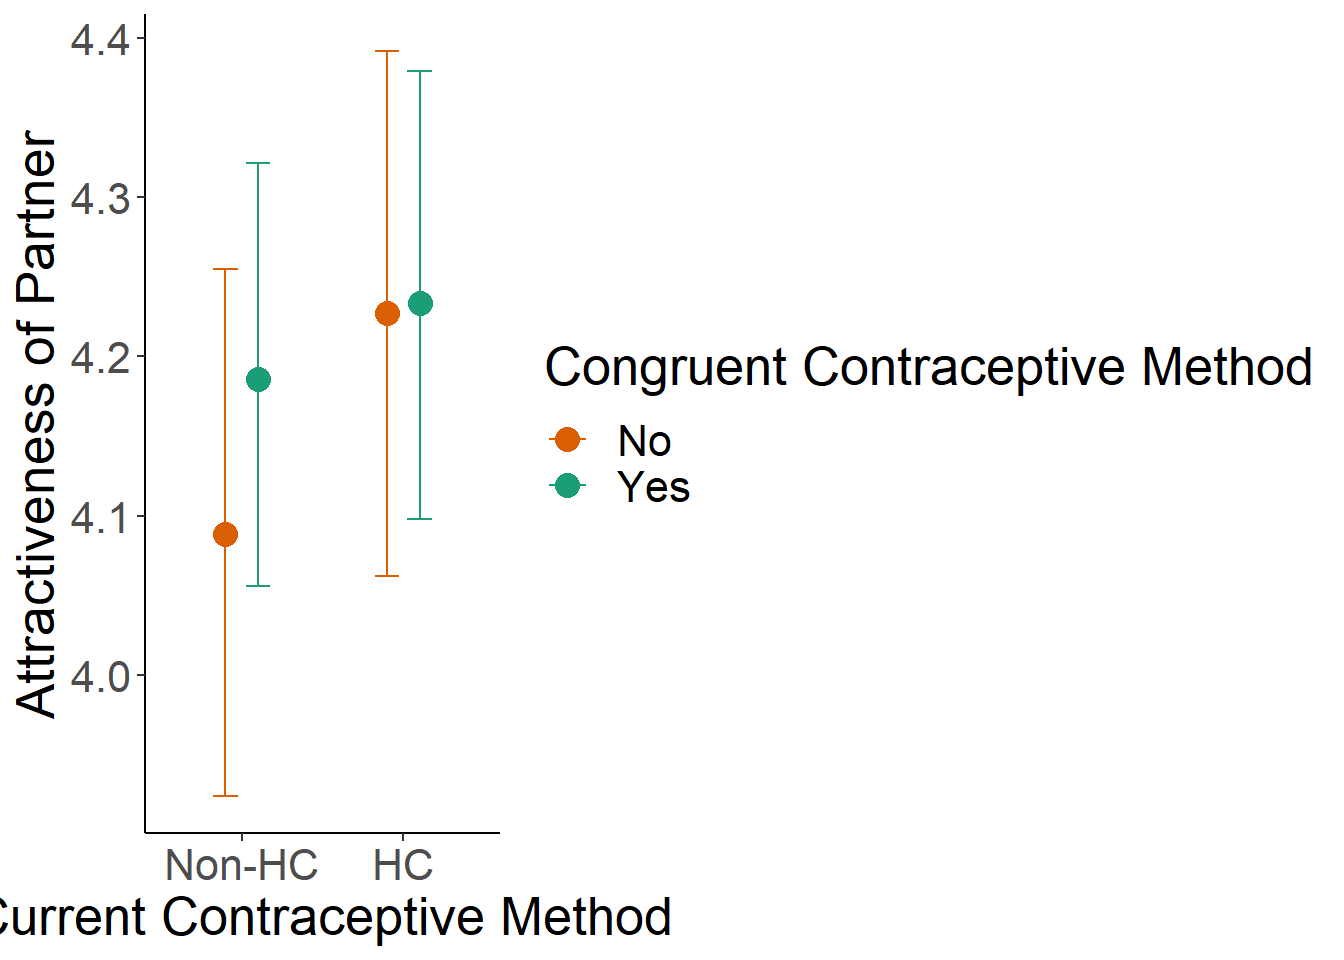 Attractiveness of Partner
4.4
4.3
4.2
4.1
4.0
Non-HC HC
Current Contraceptive Method
Congruent Contraceptive Method
No
Yes